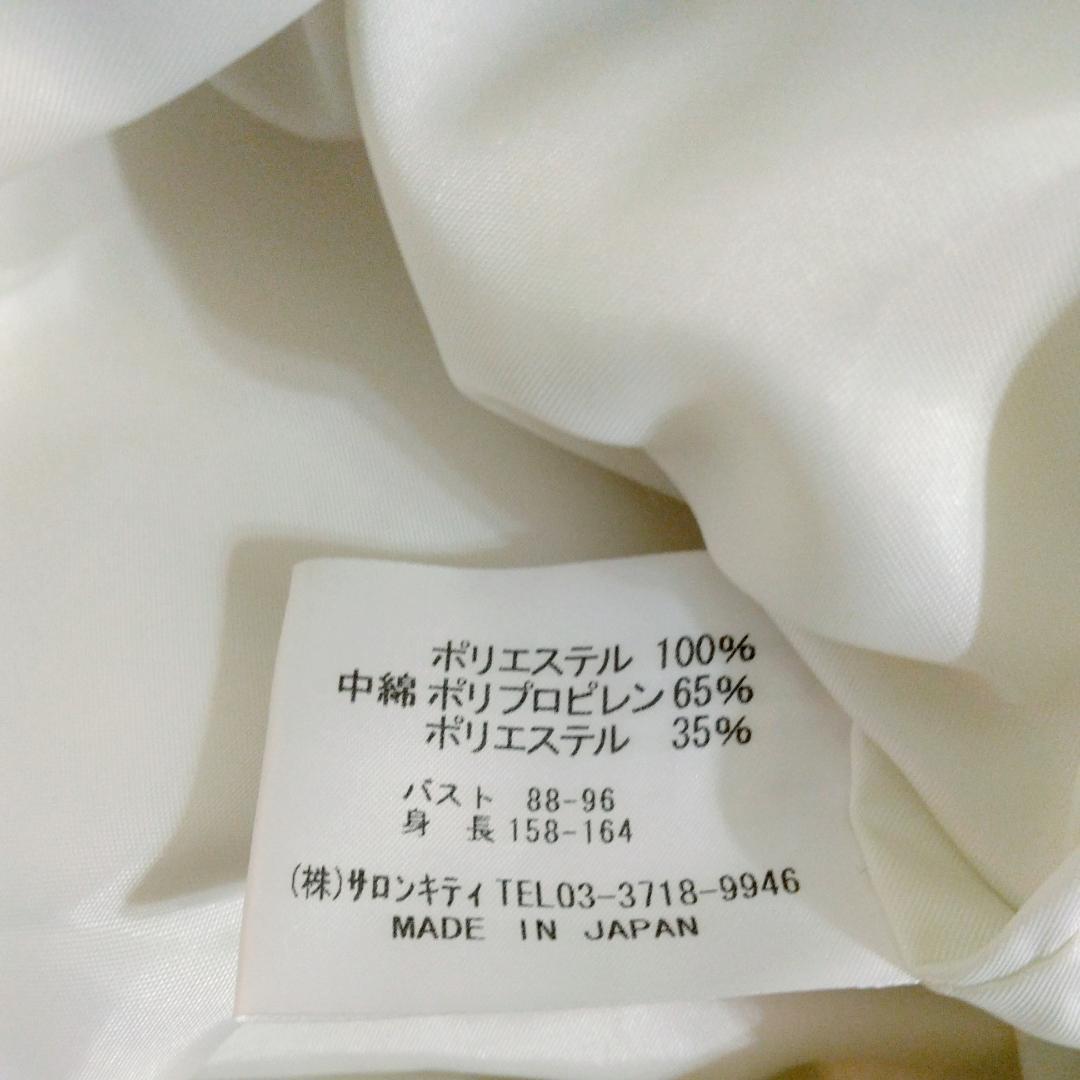 ポリエステル 100%
中綿 ポリプロピレン 65%
ポリエステル 35%
バスト 88-96
身 長 158-164
(株)サロンキティ TEL03-3718-9946
MADE IN JAPAN